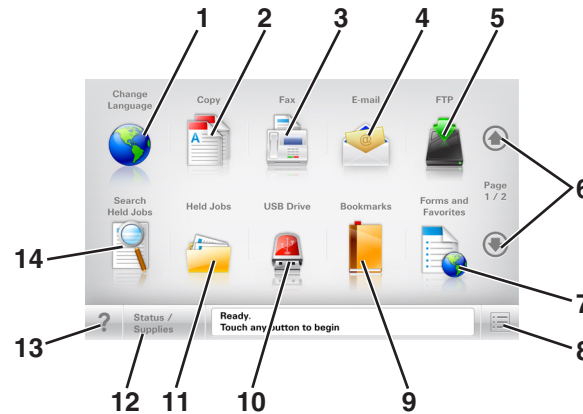 1
2
3
4
5
Change
Language
Copy
Fax
E-mail
FTP
6
Page
1 / 2
Search
Held Jobs
Held Jobs
USB Drive
Bookmarks
Forms and
Favorites
14
7
?
Status /
Supplies
Ready.
Touch any button to begin
13
12
11
10
9
8